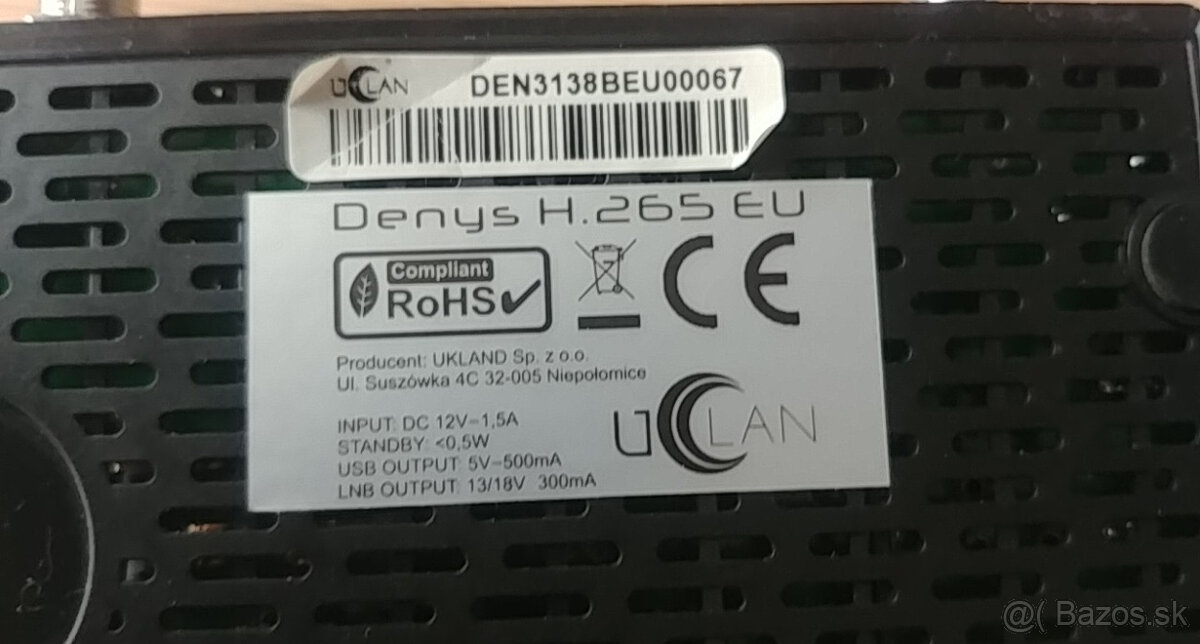 UCLAN DEN3138BEU00067
Denys H.265 EU
Compliant
RoHS
CE
Producent: UKLAND Sp. z o.o.
Ul. Suszówka 4C 32-005 Niepołomice
INPUT: DC 12V-1,5A
STANDBY: <0,5W
USB OUTPUT: 5V-500mA
LNB OUTPUT: 13/18V 300mA
UCLAN
@( Bazos.sk